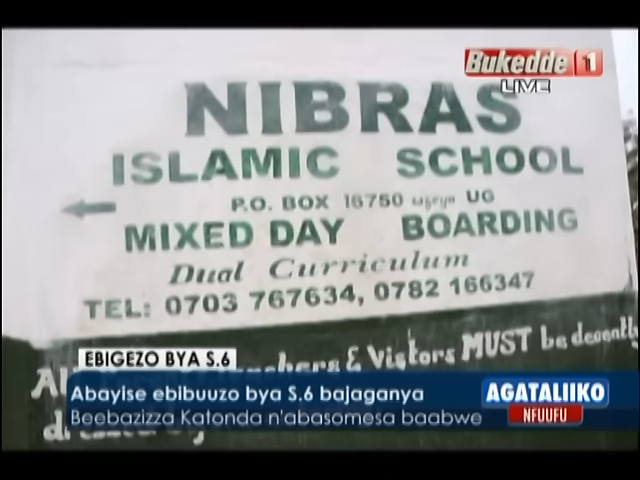 Bukedde 1
LIVE
NIBRAS
ISLAMIC SCHOOL
P.O. BOX 16750 UG
MIXED DAY BOARDING
Dual Curriculum
TEL: 0703 767634, 0782 166347
& Vistors MUST be decently
EBIGEZO BYA S.6
Abayise ebibuuzo bya S.6 bajaganya
Beebazizza Katonda n'abasomesa baabwe
AGATALIIKO
NFUUFU